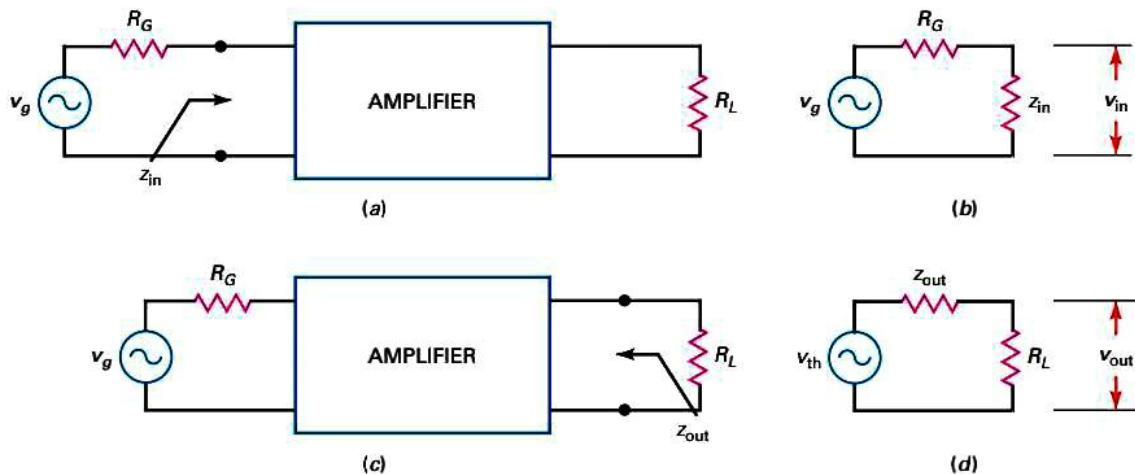 R_G
v_g
z_in
AMPLIFIER
R_L
(a)
R_G
v_g
z_in
v_in
(b)
R_G
v_g
AMPLIFIER
R_L
z_out
(c)
z_out
v_th
R_L
v_out
(d)